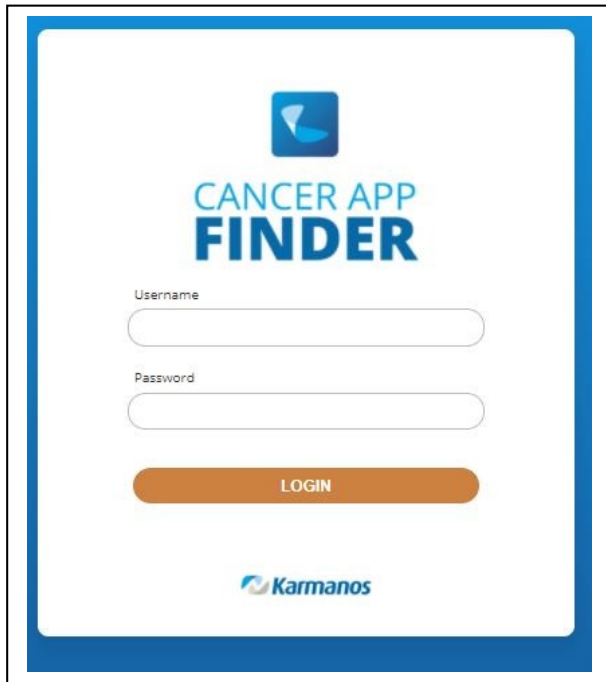 CANCER APP
FINDER
Username
Password
LOGIN
Karmanos